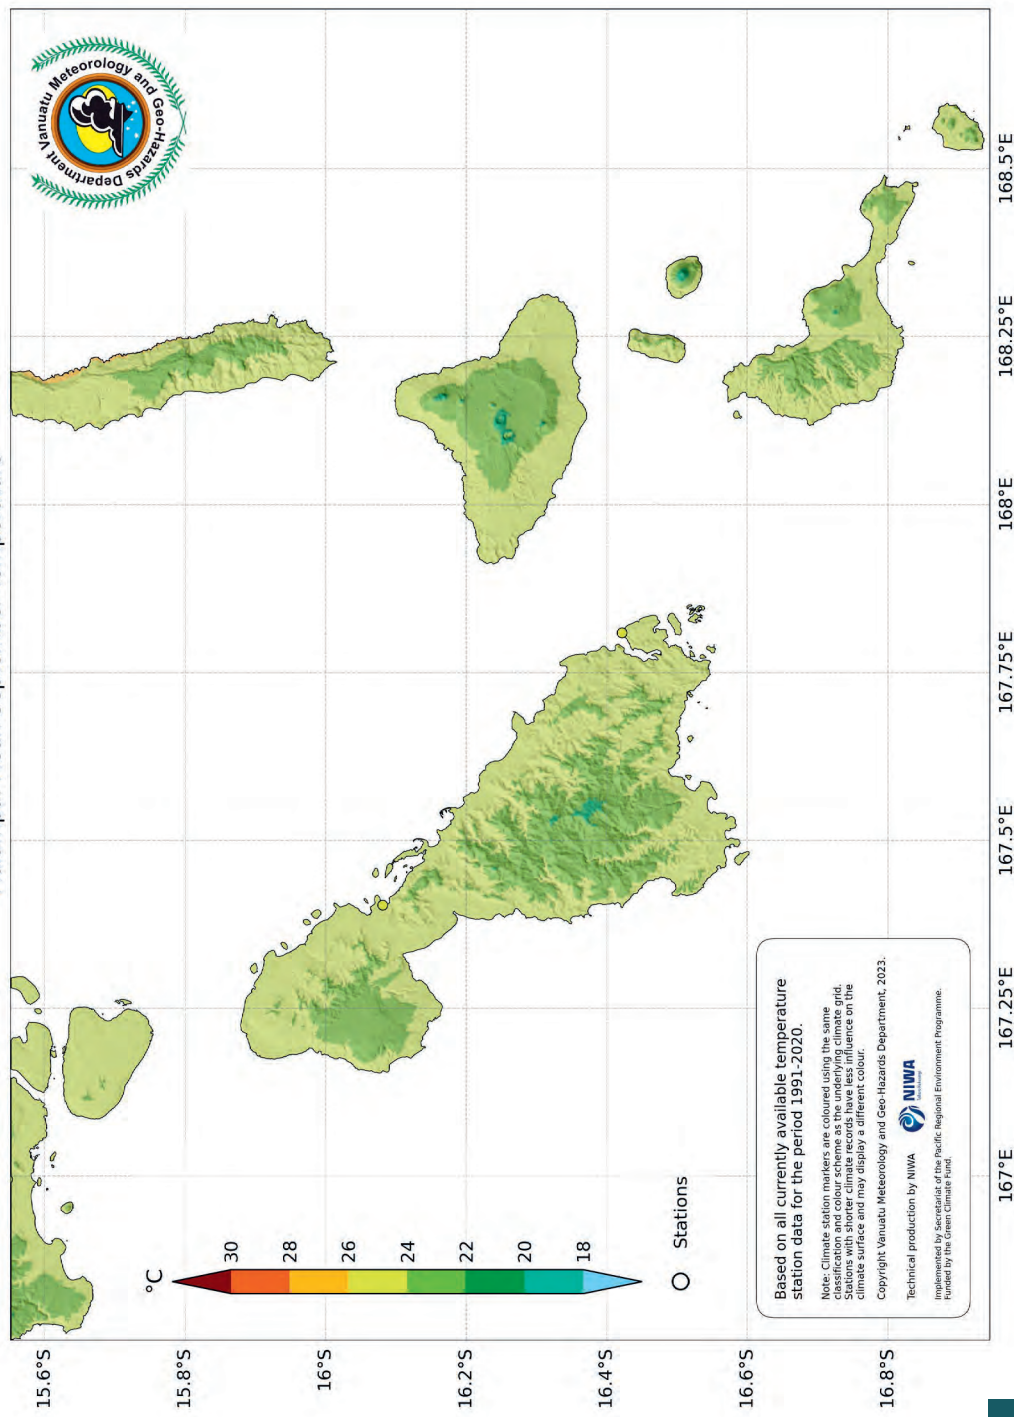 Vanuatu Meteorology and Geo-Hazards Department
°C
30
28
26
24
22
20
18
Stations
Based on all currently available temperature
station data for the period 1991-2020.
Note: Climate station markers are coloured using the same
classification and colour scheme as the underlying climate grid.
Stations with shorter climate records have less influence on the
climate surface and may display a different colour.
Copyright Vanuatu Meteorology and Geo-Hazards Department, 2023.
Technical production by NIWA
NIWA
Implemented by Secretariat of the Pacific Regional Environment Programme.
Funded by the Green Climate Fund.
15.6°S
15.8°S
16°S
16.2°S
16.4°S
16.6°S
16.8°S
167°E
167.25°E
167.5°E
167.75°E
168°E
168.25°E
168.5°E